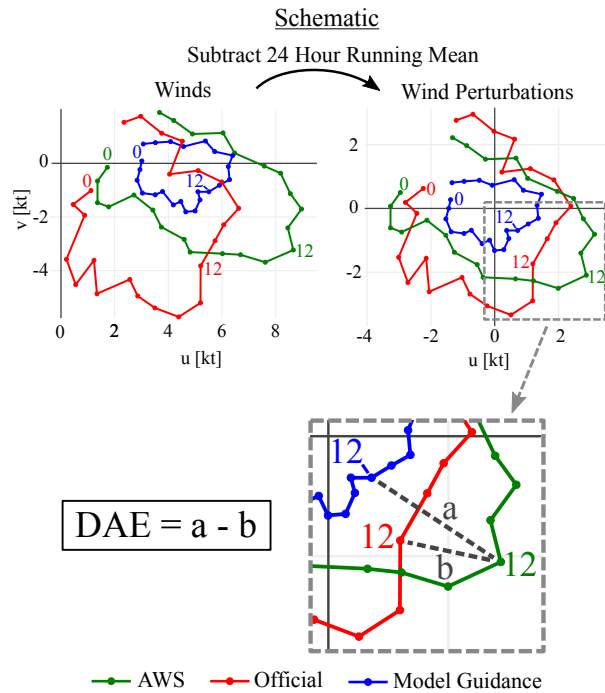 Schematic
Subtract 24 Hour Running Mean
Winds
Wind Perturbations
0
-2
-4
v [kt]
0
0
0
12
12
12
0
2
4
6
8
u [kt]
2
0
-2
0
0
0
12
12
12
-4
-2
0
2
u [kt]
DAE = a - b
12
a
12
b
12
AWS
Official
Model Guidance